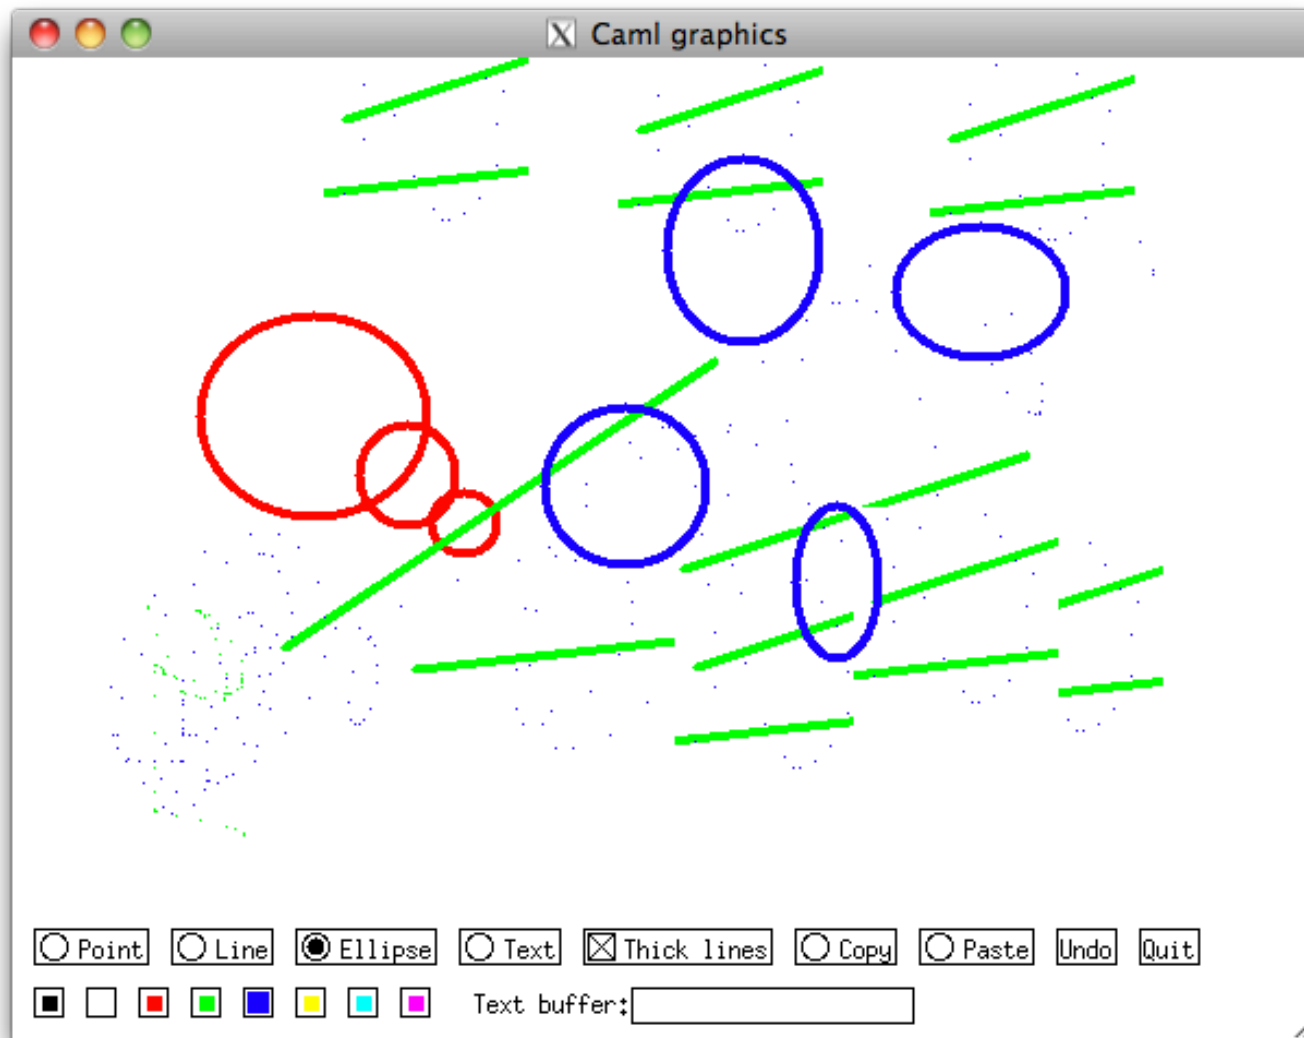 Caml graphics
Point Line Ellipse Text Thick lines Copy Paste Undo Quit
Text buffer: